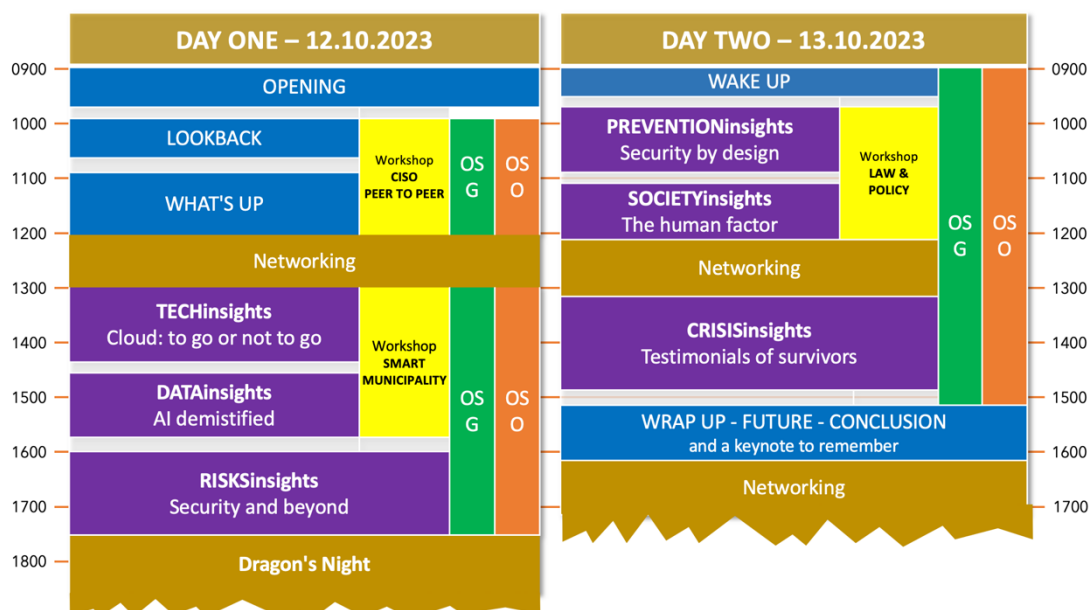 DAY ONE – 12.10.2023
0900
OPENING
1000
LOOKBACK
Workshop
CISO
PEER TO PEER
OS
G
OS
O
1100
WHAT'S UP
1200
Networking
1300
TECHinsights
Cloud: to go or not to go
1400
Workshop
SMART
MUNICIPALITY
DATAinsights
AI demistified
1500
OS
G
OS
O
1600
RISKSinsights
Security and beyond
1700
Dragon's Night
1800
DAY TWO – 13.10.2023
WAKE UP
0900
PREVENTIONinsights
Security by design
1000
Workshop
LAW &
POLICY
1100
SOCIETYinsights
The human factor
OS
G
OS
O
1200
Networking
1300
CRISISinsights
Testimonials of survivors
1400
1500
WRAP UP - FUTURE - CONCLUSION
and a keynote to remember
1600
Networking
1700